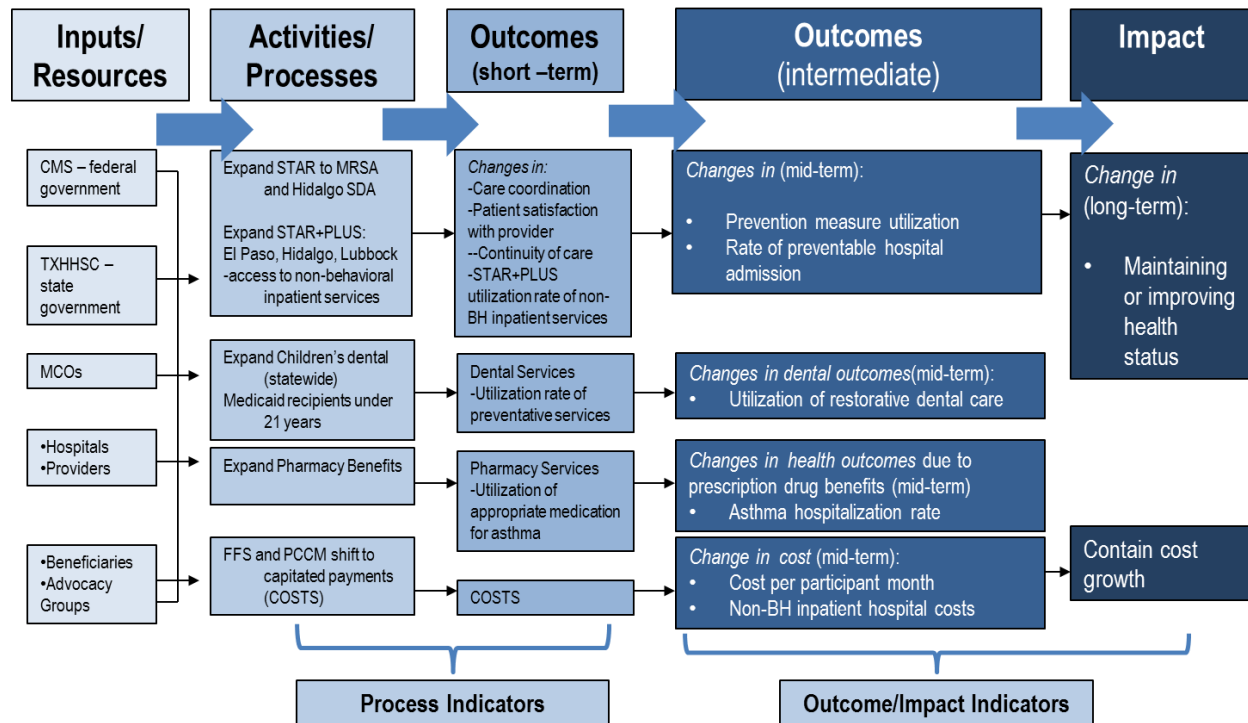 Inputs/
Resources
Activities/
Processes
Outcomes
(short –term)
Outcomes
(intermediate)
Impact
CMS – federal
government
TXHHSC –
state
government
MCOs
•Hospitals
•Providers
•Beneficiaries
•Advocacy
Groups
Expand STAR to MRSA
and Hidalgo SDA
Expand STAR+PLUS:
El Paso, Hidalgo, Lubbock
-access to non-behavioral
inpatient services
Expand Children's dental
(statewide)
Medicaid recipients under
21 years
Expand Pharmacy Benefits
FFS and PCCM shift to
capitated payments
(COSTS)
Changes in:
-Care coordination
-Patient satisfaction
with provider
--Continuity of care
-STAR+PLUS
utilization rate of non-
BH inpatient services
Dental Services
-Utilization rate of
preventative services
Pharmacy Services
-Utilization of
appropriate medication
for asthma
COSTS
Changes in (mid-term):
• Prevention measure utilization
• Rate of preventable hospital
admission
Changes in dental outcomes(mid-term):
• Utilization of restorative dental care
Changes in health outcomes due to
prescription drug benefits (mid-term)
• Asthma hospitalization rate
Change in cost (mid-term):
• Cost per participant month
• Non-BH inpatient hospital costs
Change in
(long-term):
• Maintaining
or improving
health
status
Contain cost
growth
Process Indicators
Outcome/Impact Indicators